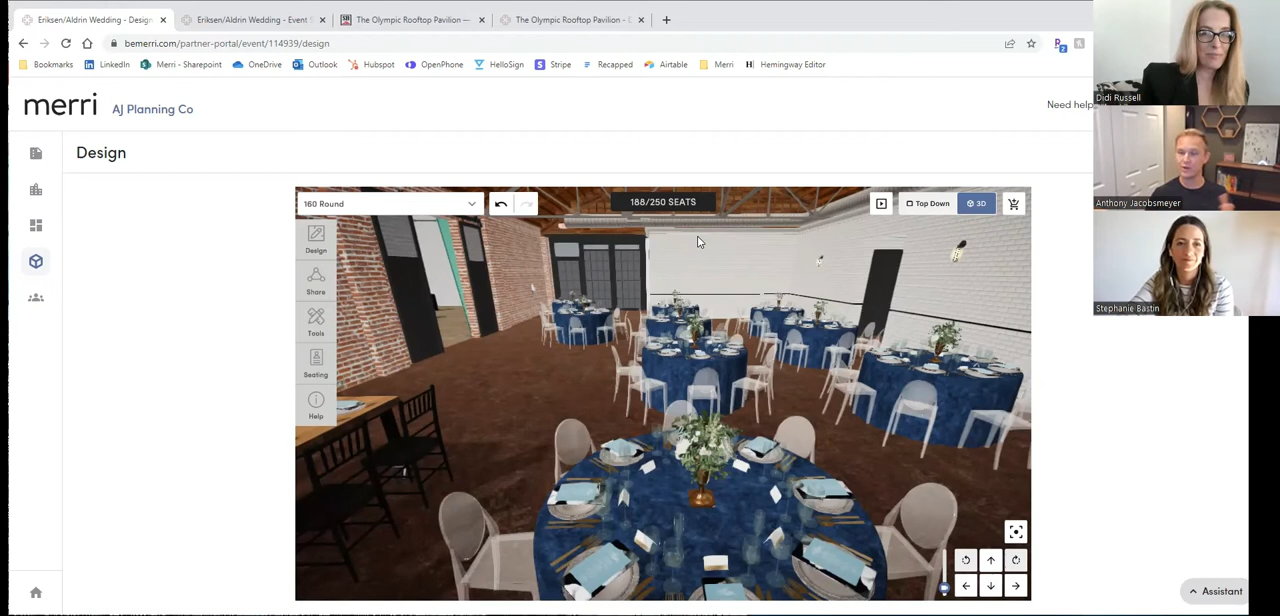 Eriksen/Aldrin Wedding - Design
Eriksen/Aldrin Wedding - Event S
The Olympic Rooftop Pavilion —
The Olympic Rooftop Pavilion -
bemerri.com/partner-portal/event/114939/design
Bookmarks
LinkedIn
Merri - Sharepoint
OneDrive
Outlook
Hubspot
OpenPhone
HelloSign
Stripe
Recapped
Airtable
Merri
Hemingway Editor
merri
AJ Planning Co
Need help
Design
160 Round
188/250 SEATS
Top Down
3D
Design
Share
Tools
Seating
Help
Didi Russell
Anthony Jacobsmeyer
Stephanie Bastin
Assistant